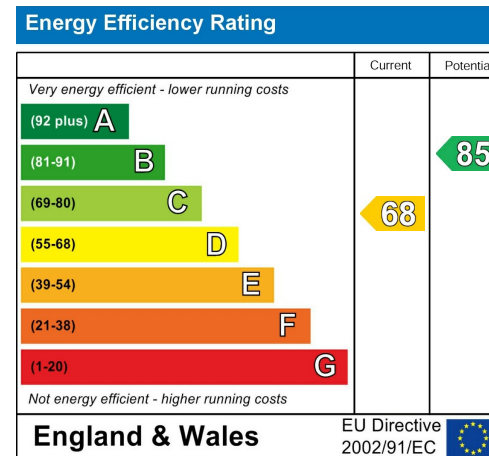 Energy Efficiency Rating
Current Potentia
Very energy efficient - lower running costs
(92 plus) A
(81-91) B
85
(69-80) C
68
(55-68) D
(39-54) E
(21-38) F
(1-20) G
Not energy efficient - higher running costs
England & Wales
EU Directive
2002/91/EC